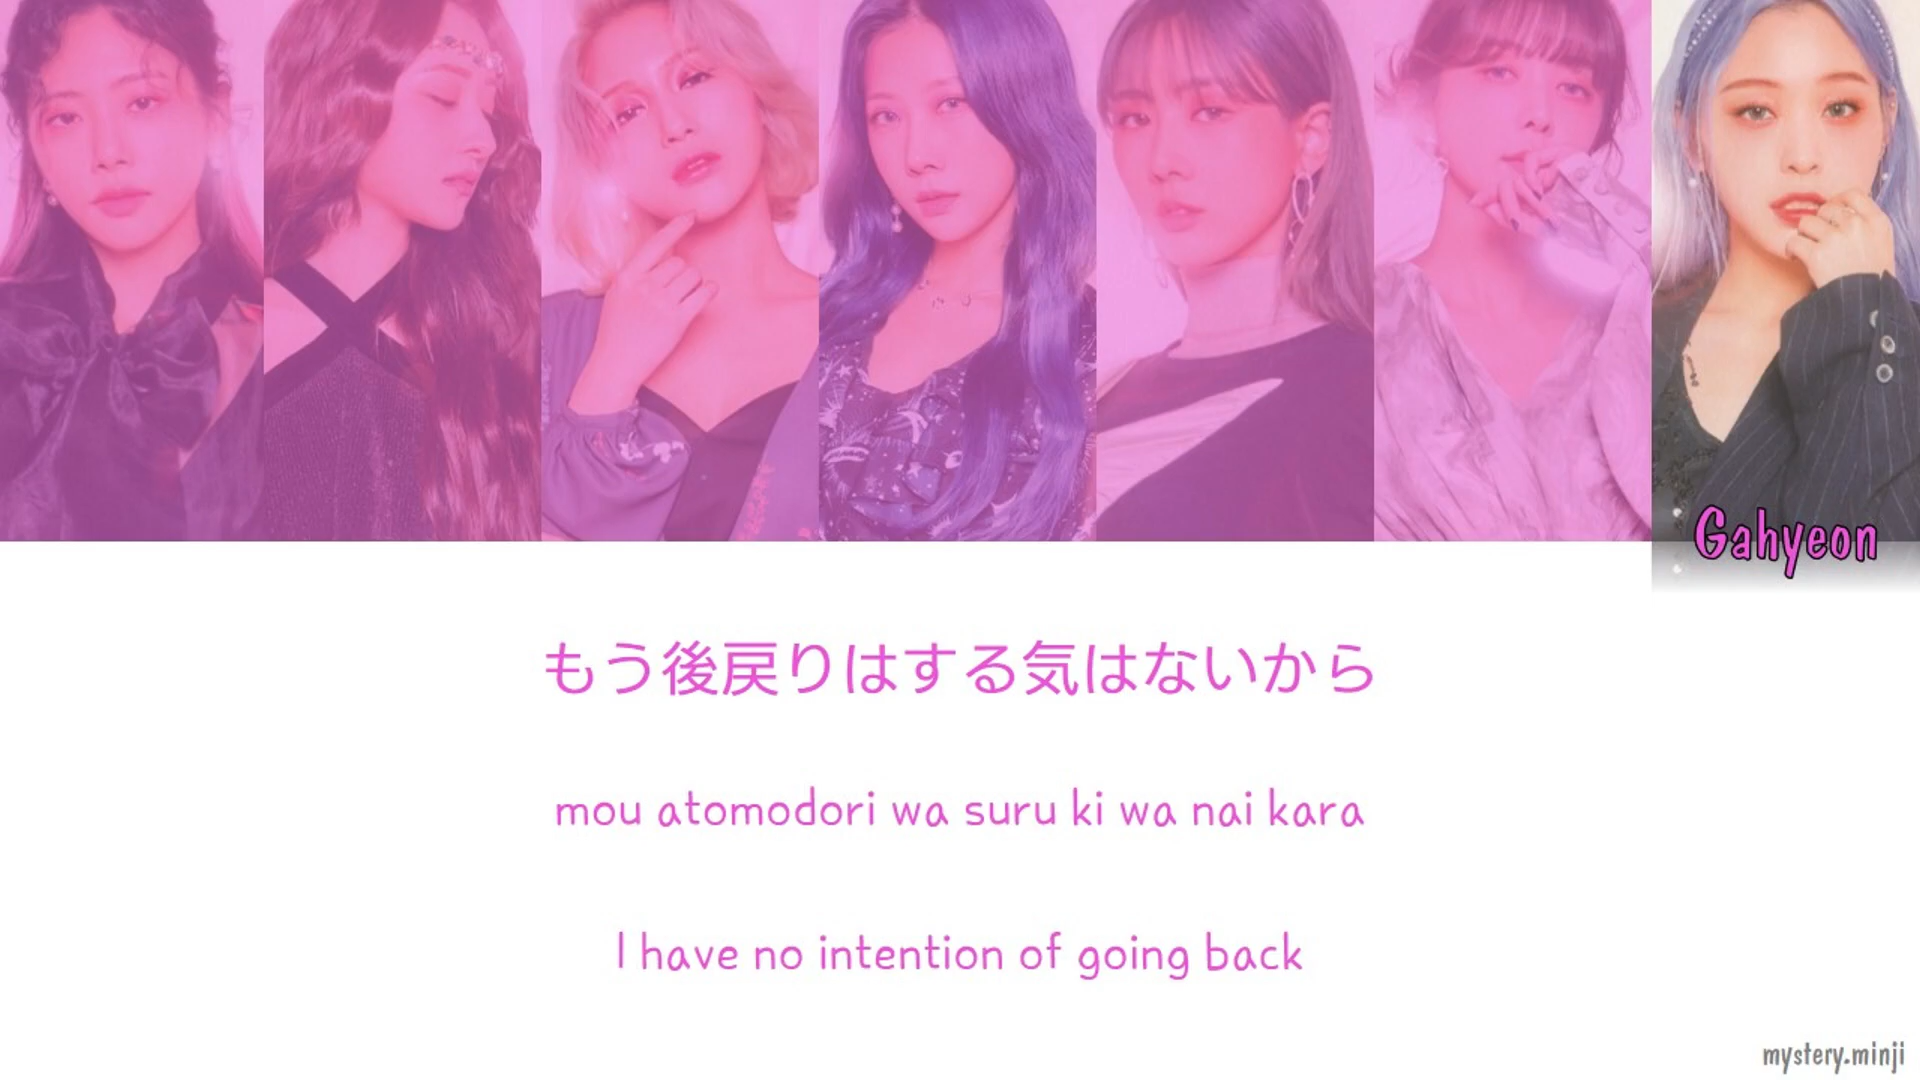 Gahyeon
もう後戻りはする気はないから
mou atomodori wa suru ki wa nai kara
I have no intention of going back
mystery.minji